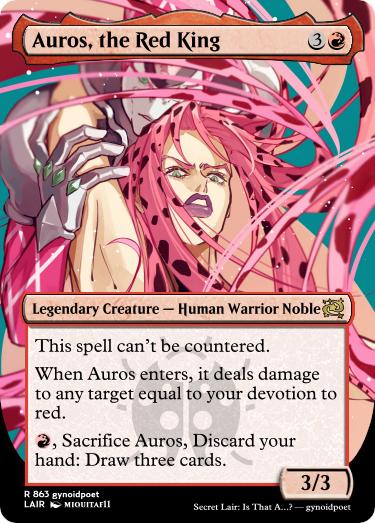 Auros, the Red King
3
Legendary Creature — Human Warrior Noble
This spell can't be countered.
When Auros enters, it deals damage
to any target equal to your devotion to
red.
, Sacrifice Auros, Discard your
hand: Draw three cards.
3/3
R 863 gynoidpoet
LAIR MIOUITAFII
Secret Lair: Is That A...? — gynoidpoet